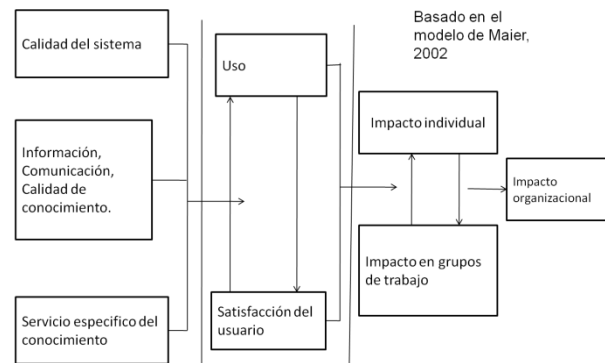 Calidad del sistema
Información,
Comunicación,
Calidad de
conocimiento.
Servicio especifico del
conocimiento
Uso
Satisfacción del
usuario
Basado en el
modelo de Maier,
2002
Impacto individual
Impacto en grupos
de trabajo
Impacto
organizacional